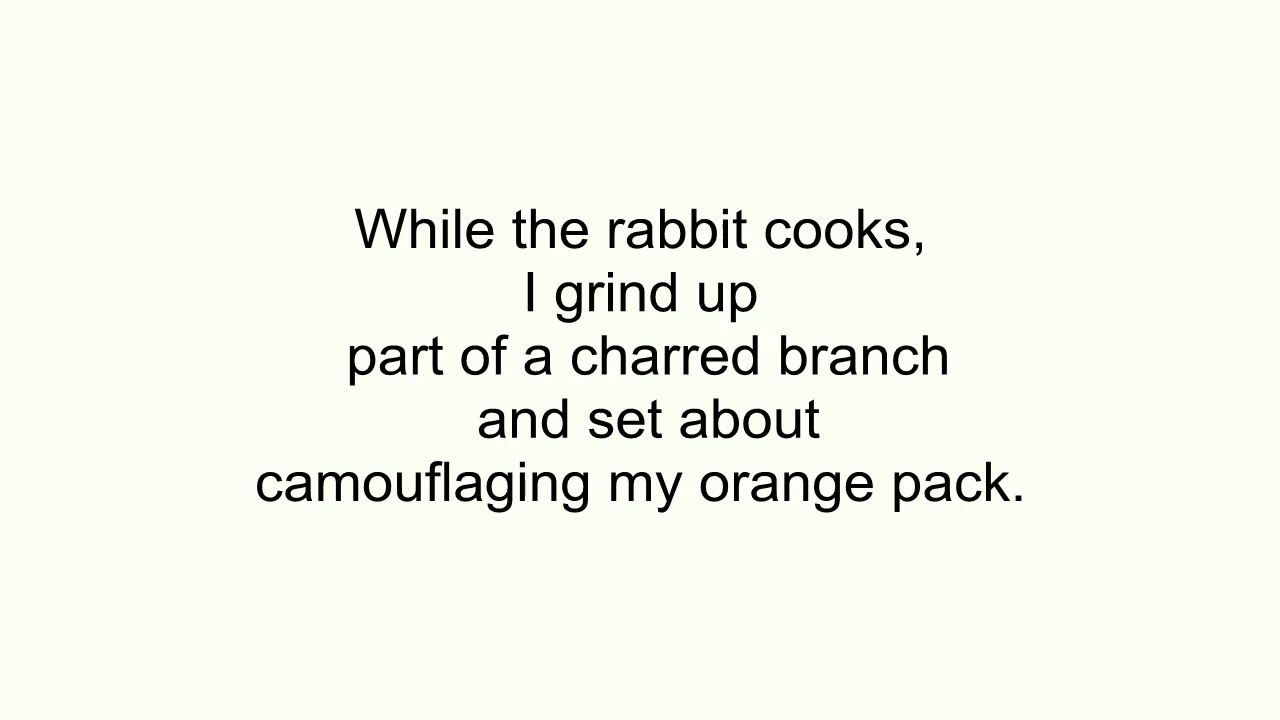 While the rabbit cooks,
I grind up
part of a charred branch
and set about
camouflaging my orange pack.